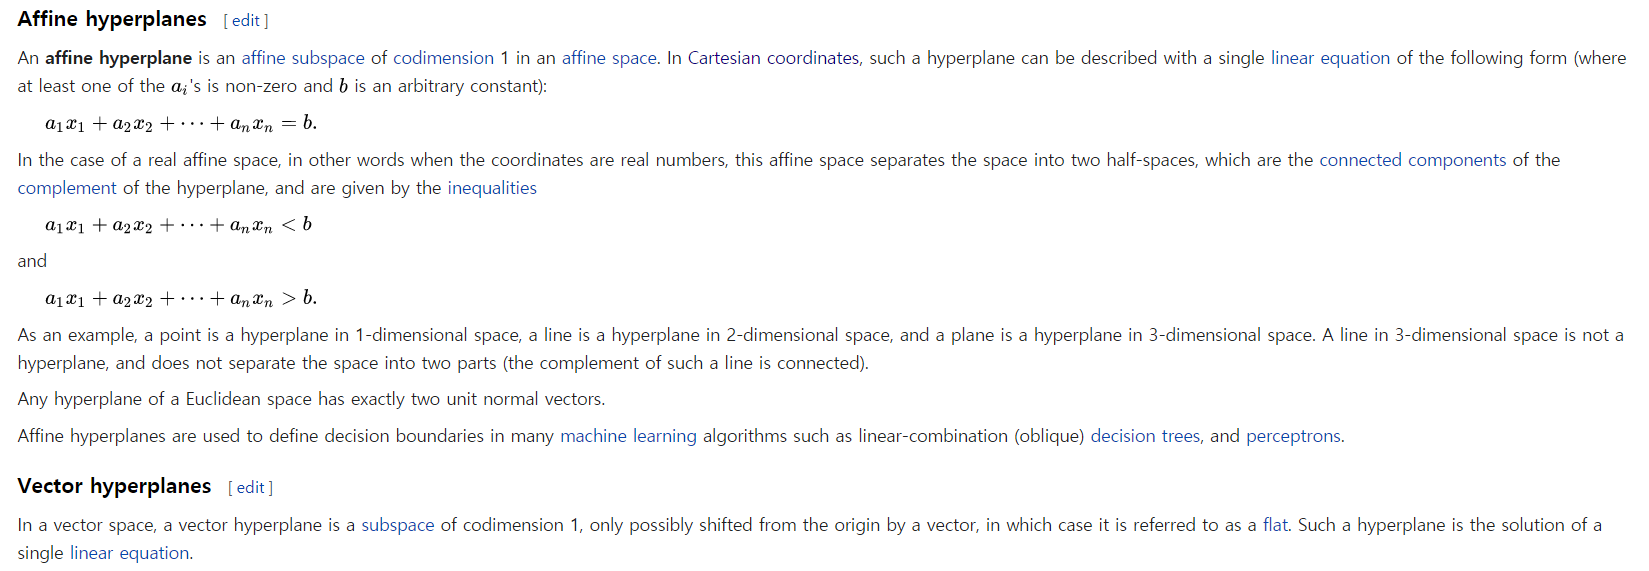 Affine hyperplanes [ edit ]
An affine hyperplane is an affine subspace of codimension 1 in an affine space. In Cartesian coordinates, such a hyperplane can be described with a single linear equation of the following form (where
at least one of the aᵢ's is non-zero and b is an arbitrary constant):
a₁x₁ + a₂x₂ + ⋯ + aₙxₙ = b.
In the case of a real affine space, in other words when the coordinates are real numbers, this affine space separates the space into two half-spaces, which are the connected components of the
complement of the hyperplane, and are given by the inequalities
a₁x₁ + a₂x₂ + ⋯ + aₙxₙ < b
and
a₁x₁ + a₂x₂ + ⋯ + aₙxₙ > b.
As an example, a point is a hyperplane in 1-dimensional space, a line is a hyperplane in 2-dimensional space, and a plane is a hyperplane in 3-dimensional space. A line in 3-dimensional space is not a
hyperplane, and does not separate the space into two parts (the complement of such a line is connected).
Any hyperplane of a Euclidean space has exactly two unit normal vectors.
Affine hyperplanes are used to define decision boundaries in many machine learning algorithms such as linear-combination (oblique) decision trees, and perceptrons.
Vector hyperplanes [ edit ]
In a vector space, a vector hyperplane is a subspace of codimension 1, only possibly shifted from the origin by a vector, in which case it is referred to as a flat. Such a hyperplane is the solution of a
single linear equation.